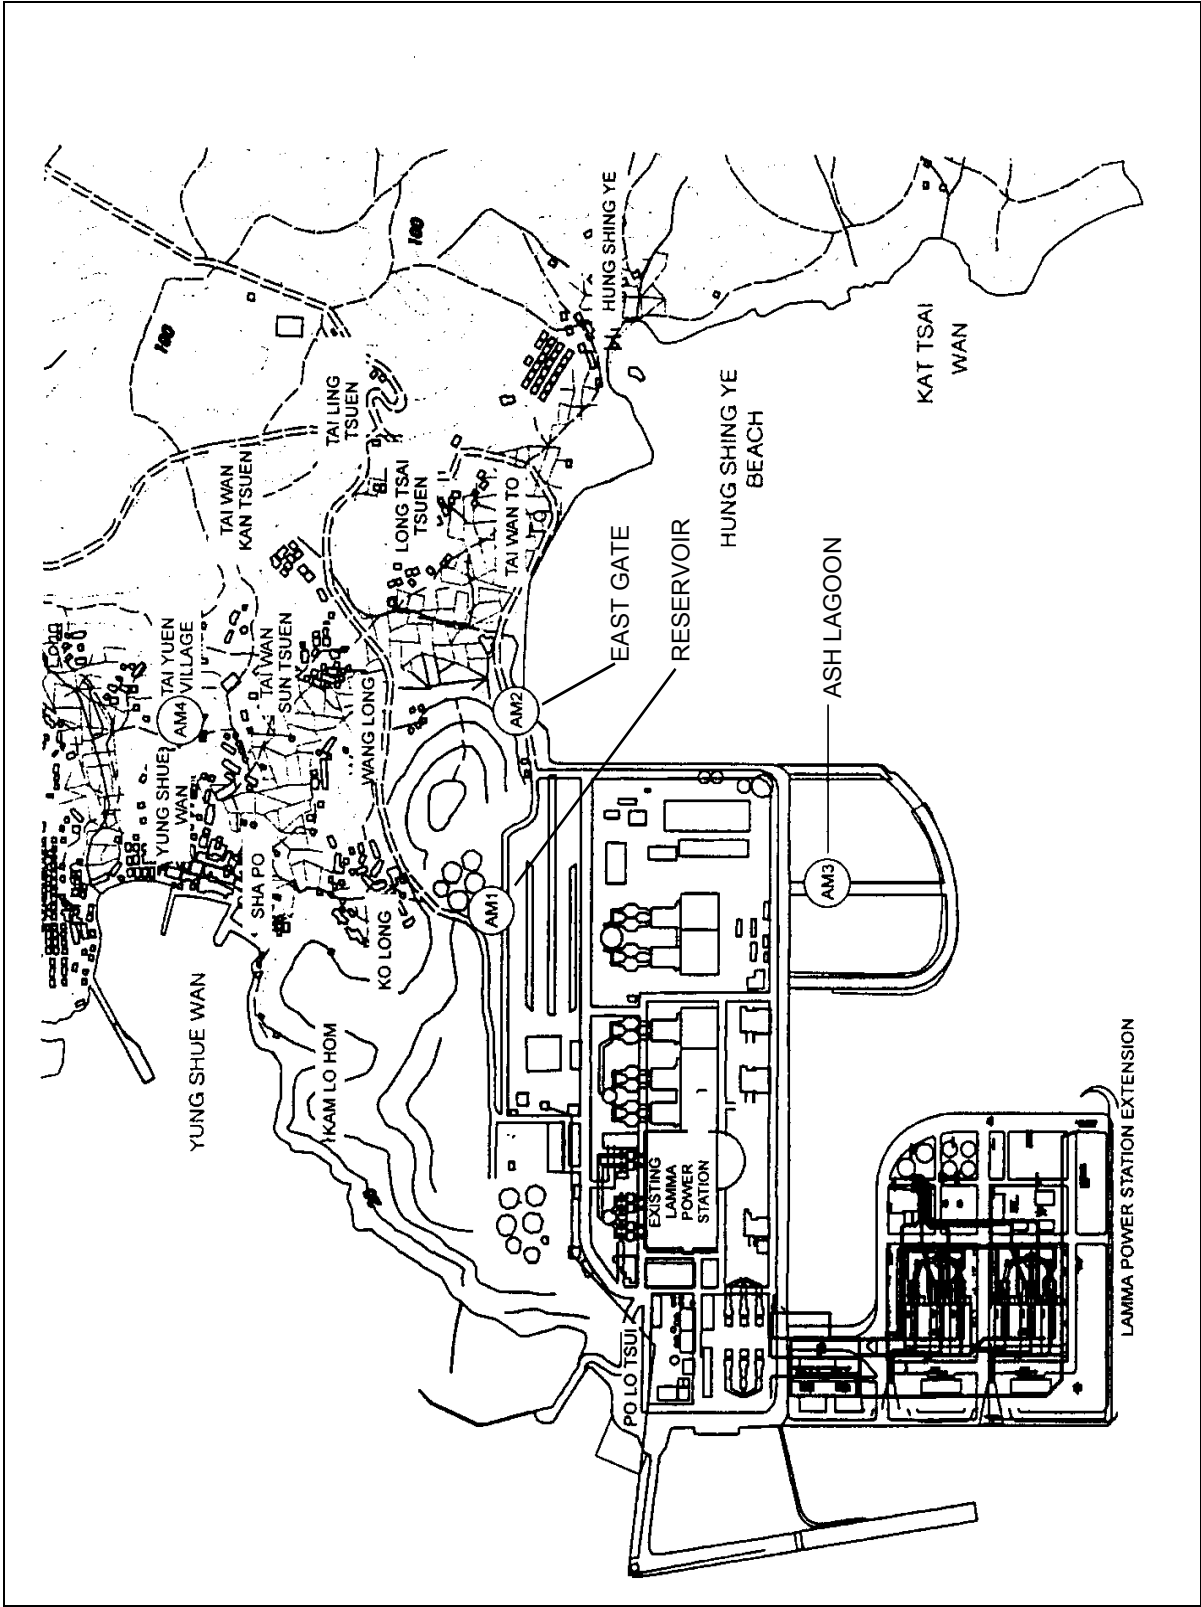 100
100
HUNG SHING YE
KAT TSAI
WAN
TAI LING
TSUEN
TAI WAN
KAN TSUEN
LONG TSAI
TSUEN
TAI WAN TO
HUNG SHING YE
BEACH
EAST GATE
RESERVOIR
ASH LAGOON
Long
TAI YUEN
VILLAGE
TAI WAN
SUN TSUEN
WANG LONG
AM4
AM2
YUNG SHUE
WAN
SHA PO
AM1
AM3
KO LONG
YUNG SHUE WAN
KAM LO HOM
EXISTING
LAMMA
POWER
STATION
PO LO TSUI
LAMMA POWER STATION EXTENSION